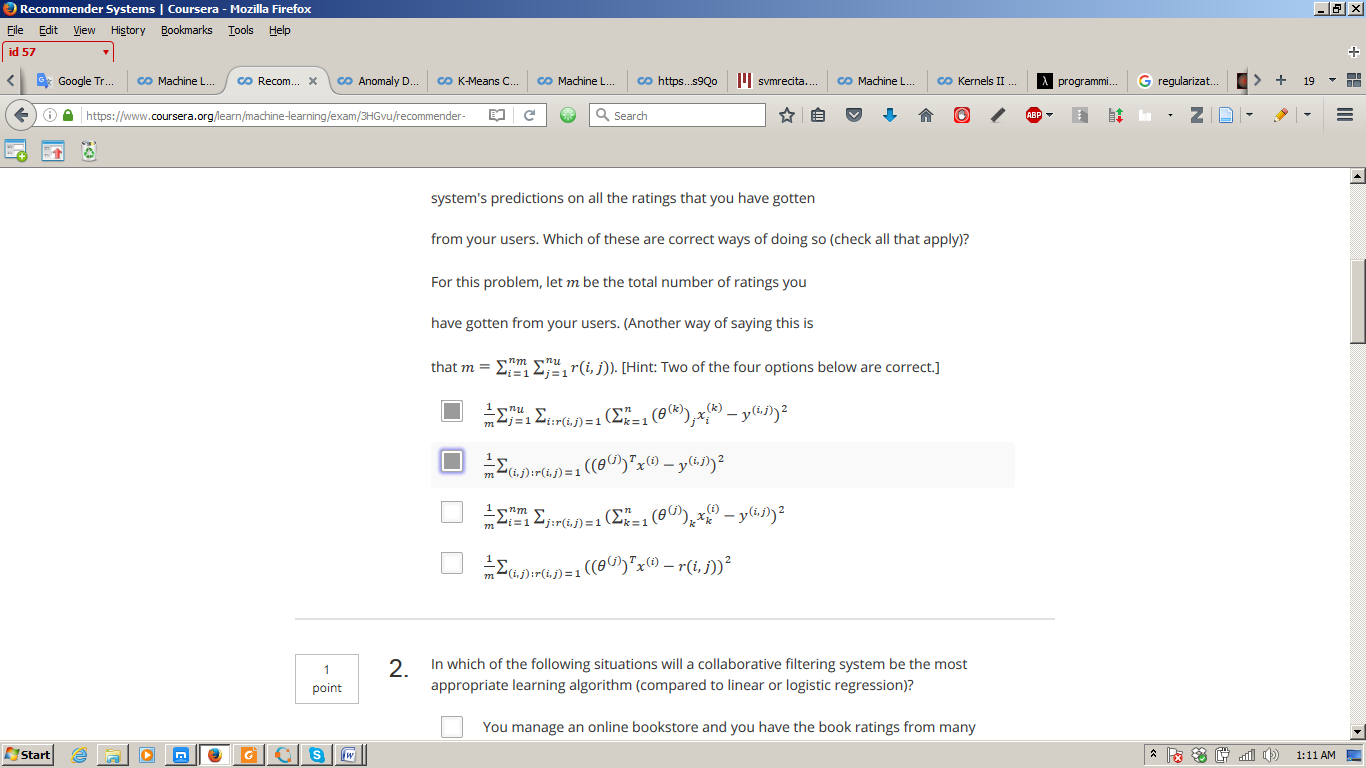 Recommender Systems | Coursera - Mozilla Firefox
File Edit View History Bookmarks Tools Help
id 57
Google Tr... Machine L... Recom... Anomaly D... K-Means C... Machine L... https...s9Qo svmrecita.... Machine L... Kernels II ... programmi... regularizat... 19
https://www.coursera.org/learn/machine-learning/exam/3HGvu/recommender- Search ABP
system's predictions on all the ratings that you have gotten
from your users. Which of these are correct ways of doing so (check all that apply)?
For this problem, let m be the total number of ratings you
have gotten from your users. (Another way of saying this is
that m = ∑_{i=1}^{nm} ∑_{j=1}^{nu} r(i, j)). [Hint: Two of the four options below are correct.]
1/m ∑_{j=1}^{nu} ∑_{i:r(i,j)=1} (∑_{k=1}^{n} (θ^{(k)})_j x_i^{(k)} − y^{(i,j)})^2
1/m ∑_{(i,j):r(i,j)=1} ((θ^{(j)})^T x^{(i)} − y^{(i,j)})^2
1/m ∑_{i=1}^{nm} ∑_{j:r(i,j)=1} (∑_{k=1}^{n} (θ^{(j)})_k x_k^{(i)} − y^{(i,j)})^2
1/m ∑_{(i,j):r(i,j)=1} ((θ^{(j)})^T x^{(i)} − r(i, j))^2
1
point
2.
In which of the following situations will a collaborative filtering system be the most
appropriate learning algorithm (compared to linear or logistic regression)?
You manage an online bookstore and you have the book ratings from many
Start
1:11 AM